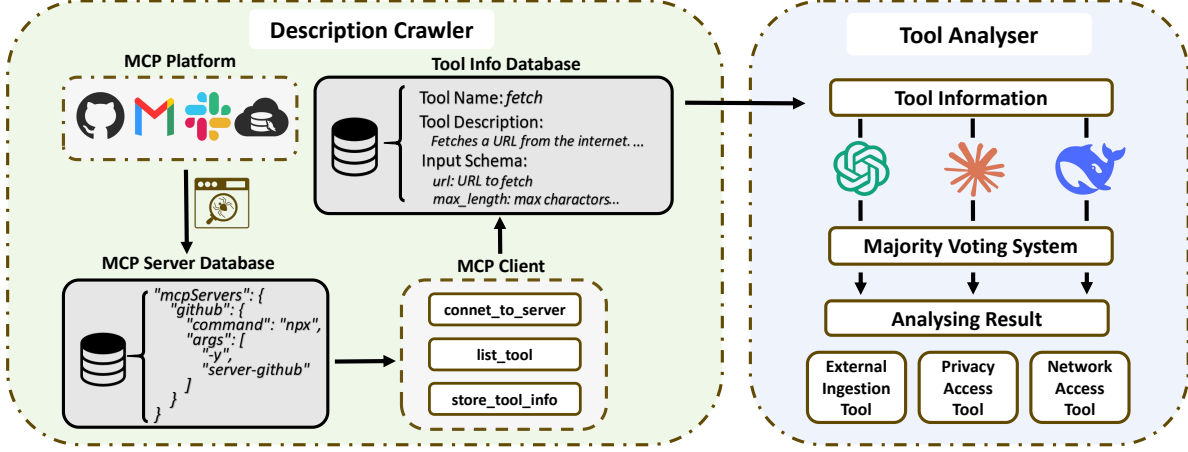 Description Crawler
MCP Platform
Tool Info Database
Tool Name: fetch
Tool Description:
Fetches a URL from the internet. ...
Input Schema:
url: URL to fetch
max_length: max charactors...
MCP Server Database
"mcpServers": {
"github": {
"command": "npx",
"args": [
"-y",
"server-github"
]
}
}
MCP Client
connet_to_server
list_tool
store_tool_info
Tool Analyser
Tool Information
Majority Voting System
Analysing Result
External
Ingestion
Tool
Privacy
Access
Tool
Network
Access
Tool